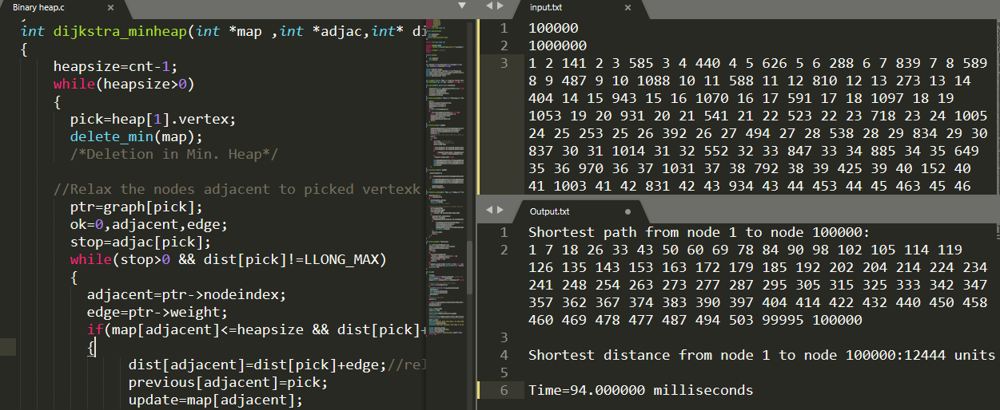 Binary heap.c
int dijkstra_minheap(int *map ,int *adjac,int* di
{
heapsize=cnt-1;
while(heapsize>0)
{
pick=heap[1].vertex;
delete_min(map);
/*Deletion in Min. Heap*/
//Relax the nodes adjacent to picked vertexk
ptr=graph[pick];
ok=0,adjacent,edge;
stop=adjac[pick];
while(stop>0 && dist[pick]!=LLONG_MAX)
{
adjacent=ptr->nodeindex;
edge=ptr->weight;
if(map[adjacent]<=heapsize && dist[pick]+
{
dist[adjacent]=dist[pick]+edge;//rel
previous[adjacent]=pick;
update=map[adjacent];
input.txt
1 100000
2 1000000
3 1 2 141 2 3 585 3 4 440 4 5 626 5 6 288 6 7 839 7 8 589
8 9 487 9 10 1088 10 11 588 11 12 810 12 13 273 13 14
404 14 15 943 15 16 1070 16 17 591 17 18 1097 18 19
1053 19 20 931 20 21 541 21 22 523 22 23 718 23 24 1005
24 25 253 25 26 392 26 27 494 27 28 538 28 29 834 29 30
837 30 31 1014 31 32 552 32 33 847 33 34 885 34 35 649
35 36 970 36 37 1031 37 38 792 38 39 425 39 40 152 40
41 1003 41 42 831 42 43 934 43 44 453 44 45 463 45 46
Output.txt
1 Shortest path from node 1 to node 100000:
2 1 7 18 26 33 43 50 60 69 78 84 90 98 102 105 114 119
126 135 143 153 163 172 179 185 192 202 204 214 224 234
241 248 254 263 273 277 287 295 305 315 325 333 342 347
357 362 367 374 383 390 397 404 414 422 432 440 450 458
460 469 478 477 487 494 503 99995 100000
3
4 Shortest distance from node 1 to node 100000:12444 units
5
6 Time=94.000000 milliseconds